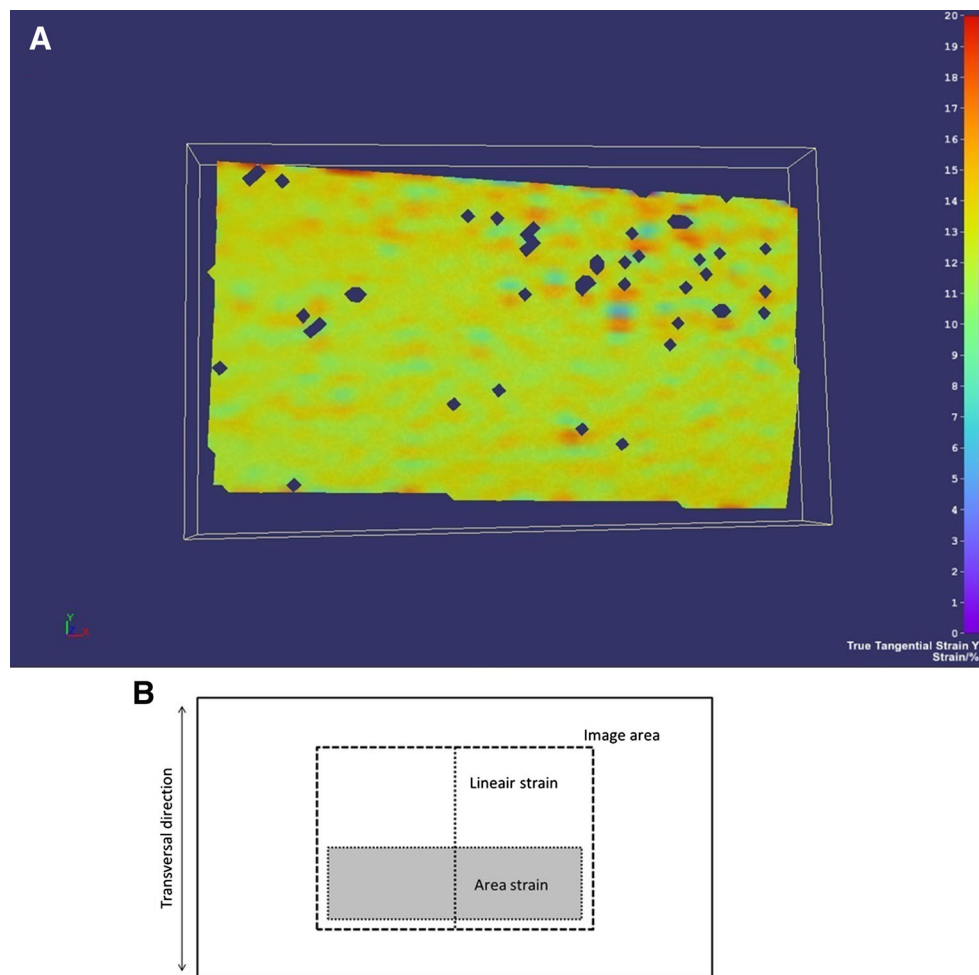 A
20
19
18
17
16
15
14
13
12
11
10
9
8
7
6
5
4
3
2
1
0
Y
X
True Tangential Strain Y
Strain/%
B
Image area
Lineair strain
Area strain
Transversal direction